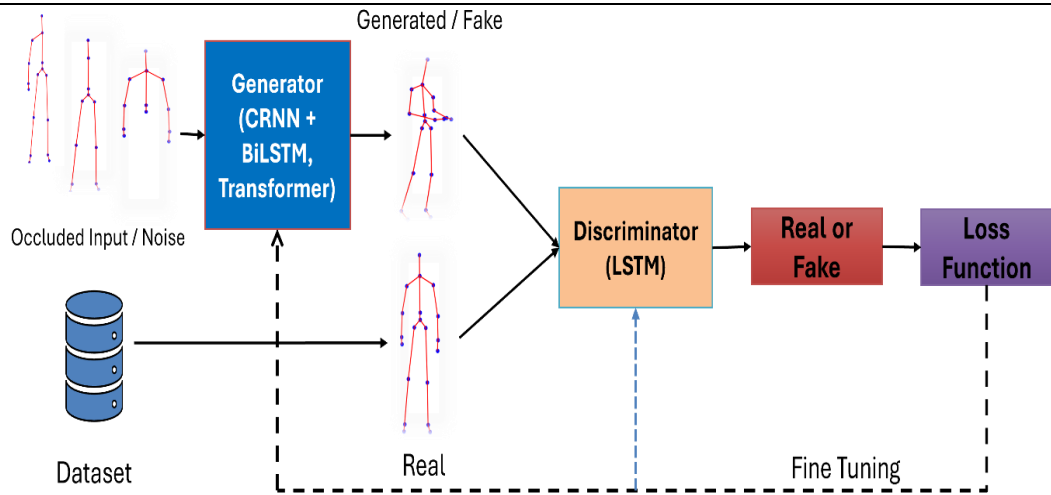 Generated / Fake
Generator
(CRNN +
BiLSTM,
Transformer)
Occluded Input / Noise
Discriminator
(LSTM)
Real or
Fake
Loss
Function
Dataset
Real
Fine Tuning